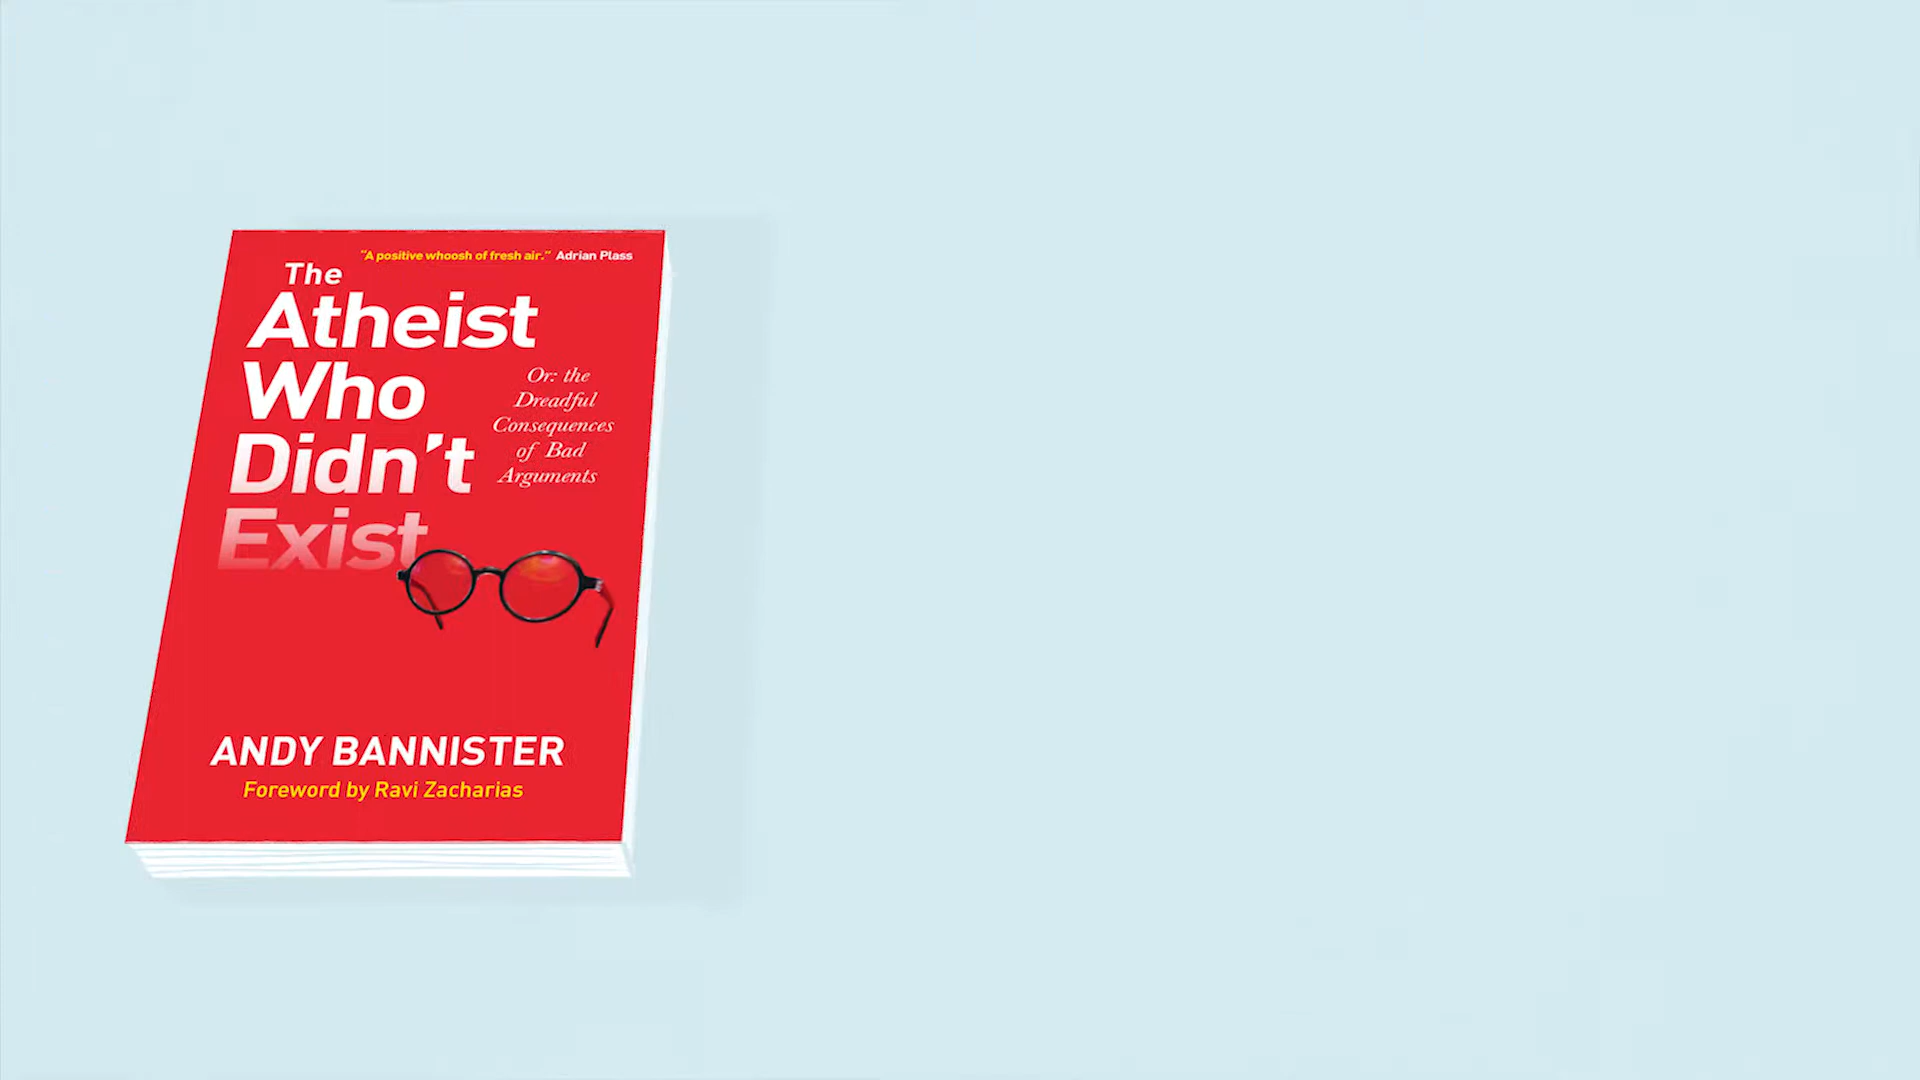 "A positive whoosh of fresh air." Adrian Plass
The
Atheist
Who
Didn't
Exist
Or: the
Dreadful
Consequences
of Bad
Arguments
ANDY BANNISTER
Foreword by Ravi Zacharias